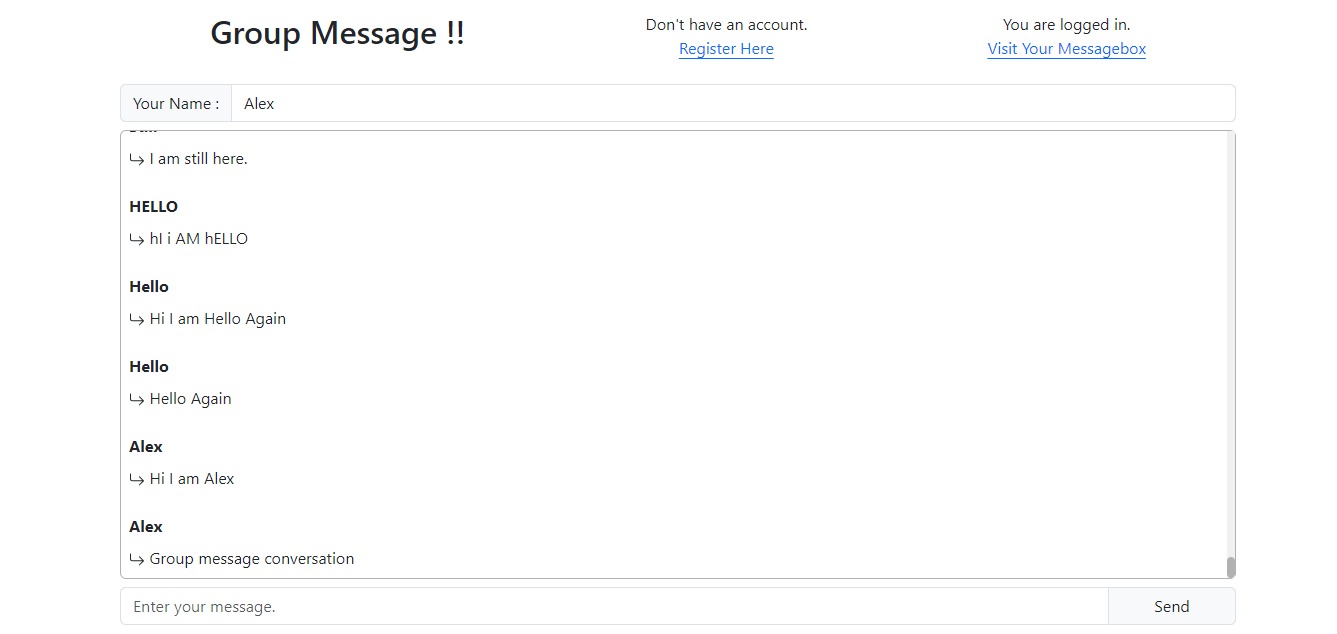 Group Message !!
Don't have an account.
Register Here
You are logged in.
Visit Your Messagebox
Your Name :
Alex
I am still here.
HELLO
hI i AM hELLO
Hello
Hi I am Hello Again
Hello
Hello Again
Alex
Hi I am Alex
Alex
Group message conversation
Enter your message.
Send